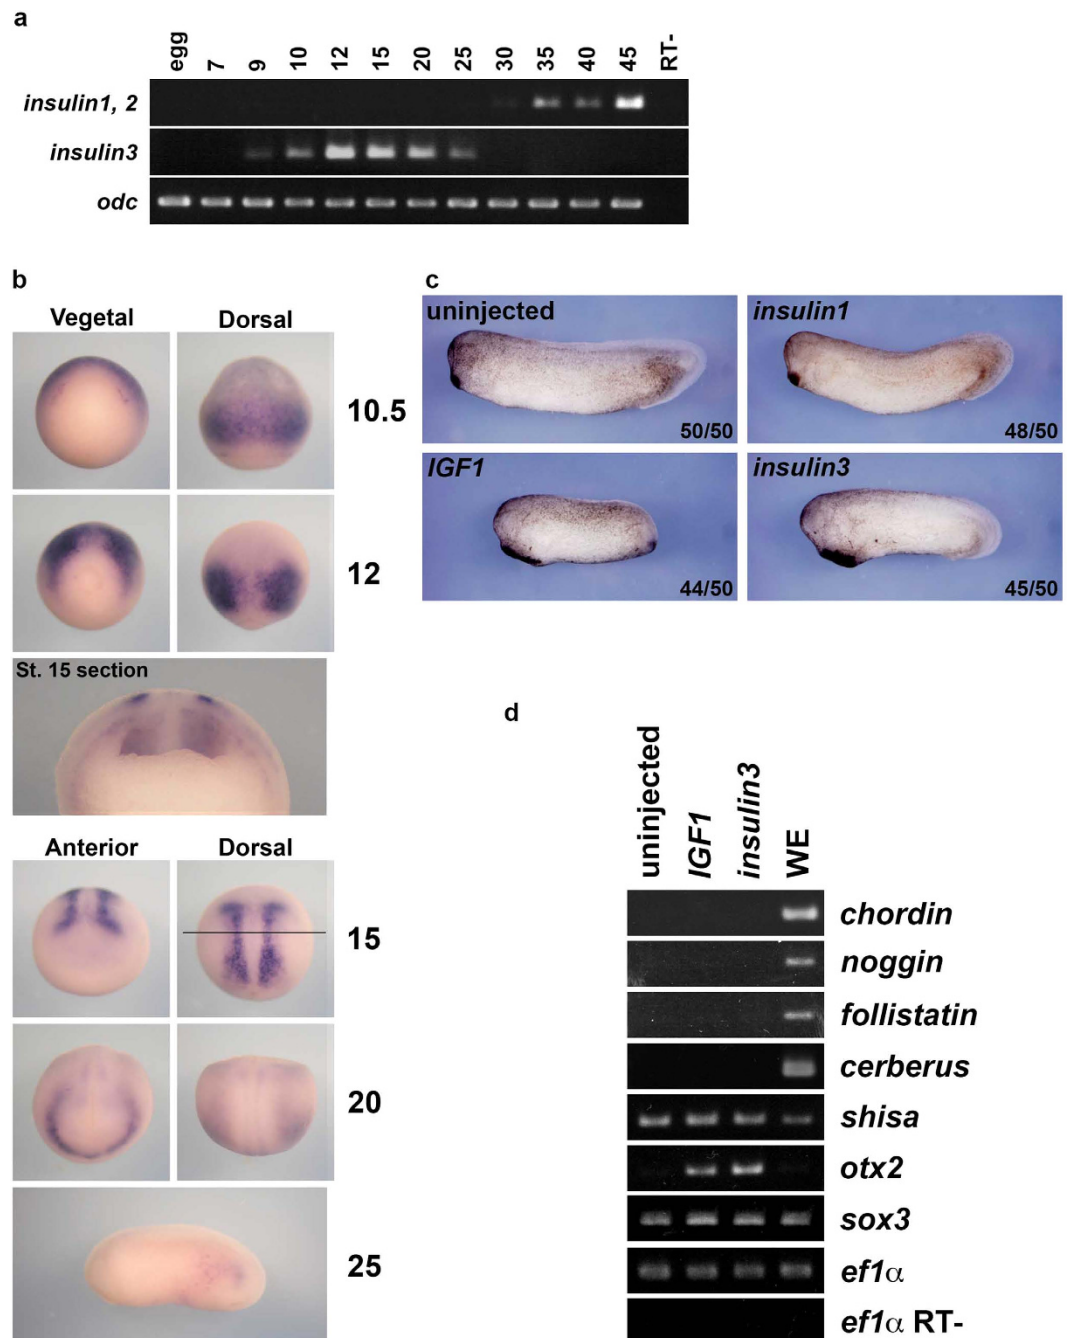 a
egg 7 9 10 12 15 20 25 30 35 40 45 RT-
insulin1, 2
insulin3
odc
b
Vegetal Dorsal
10.5
12
St. 15 section
Anterior Dorsal
15
20
25
c
uninjected
50/50
insulin1
48/50
IGF1
44/50
insulin3
45/50
d
uninjected IGF1 insulin3 WE
chordin
noggin
follistatin
cerberus
shisa
otx2
sox3
ef1α
ef1α RT-